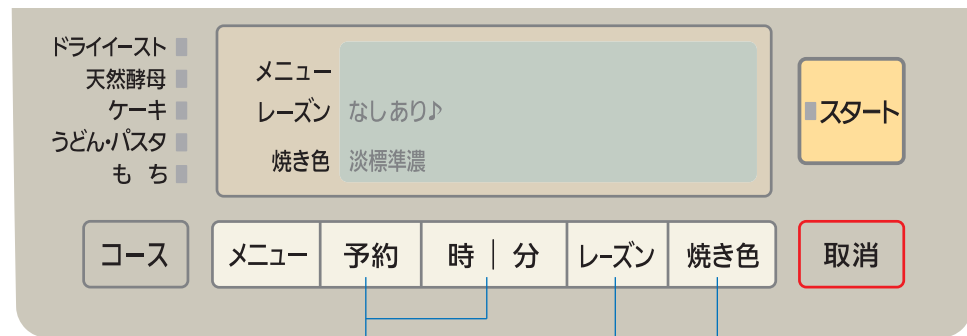 ドライイースト
天然酵母
ケーキ
うどん・パスタ
もち
メニュー
レーズン なしあり♪
焼き色 淡標準濃
スタート
コース
メニュー
予約
時|分
レーズン
焼き色
取消